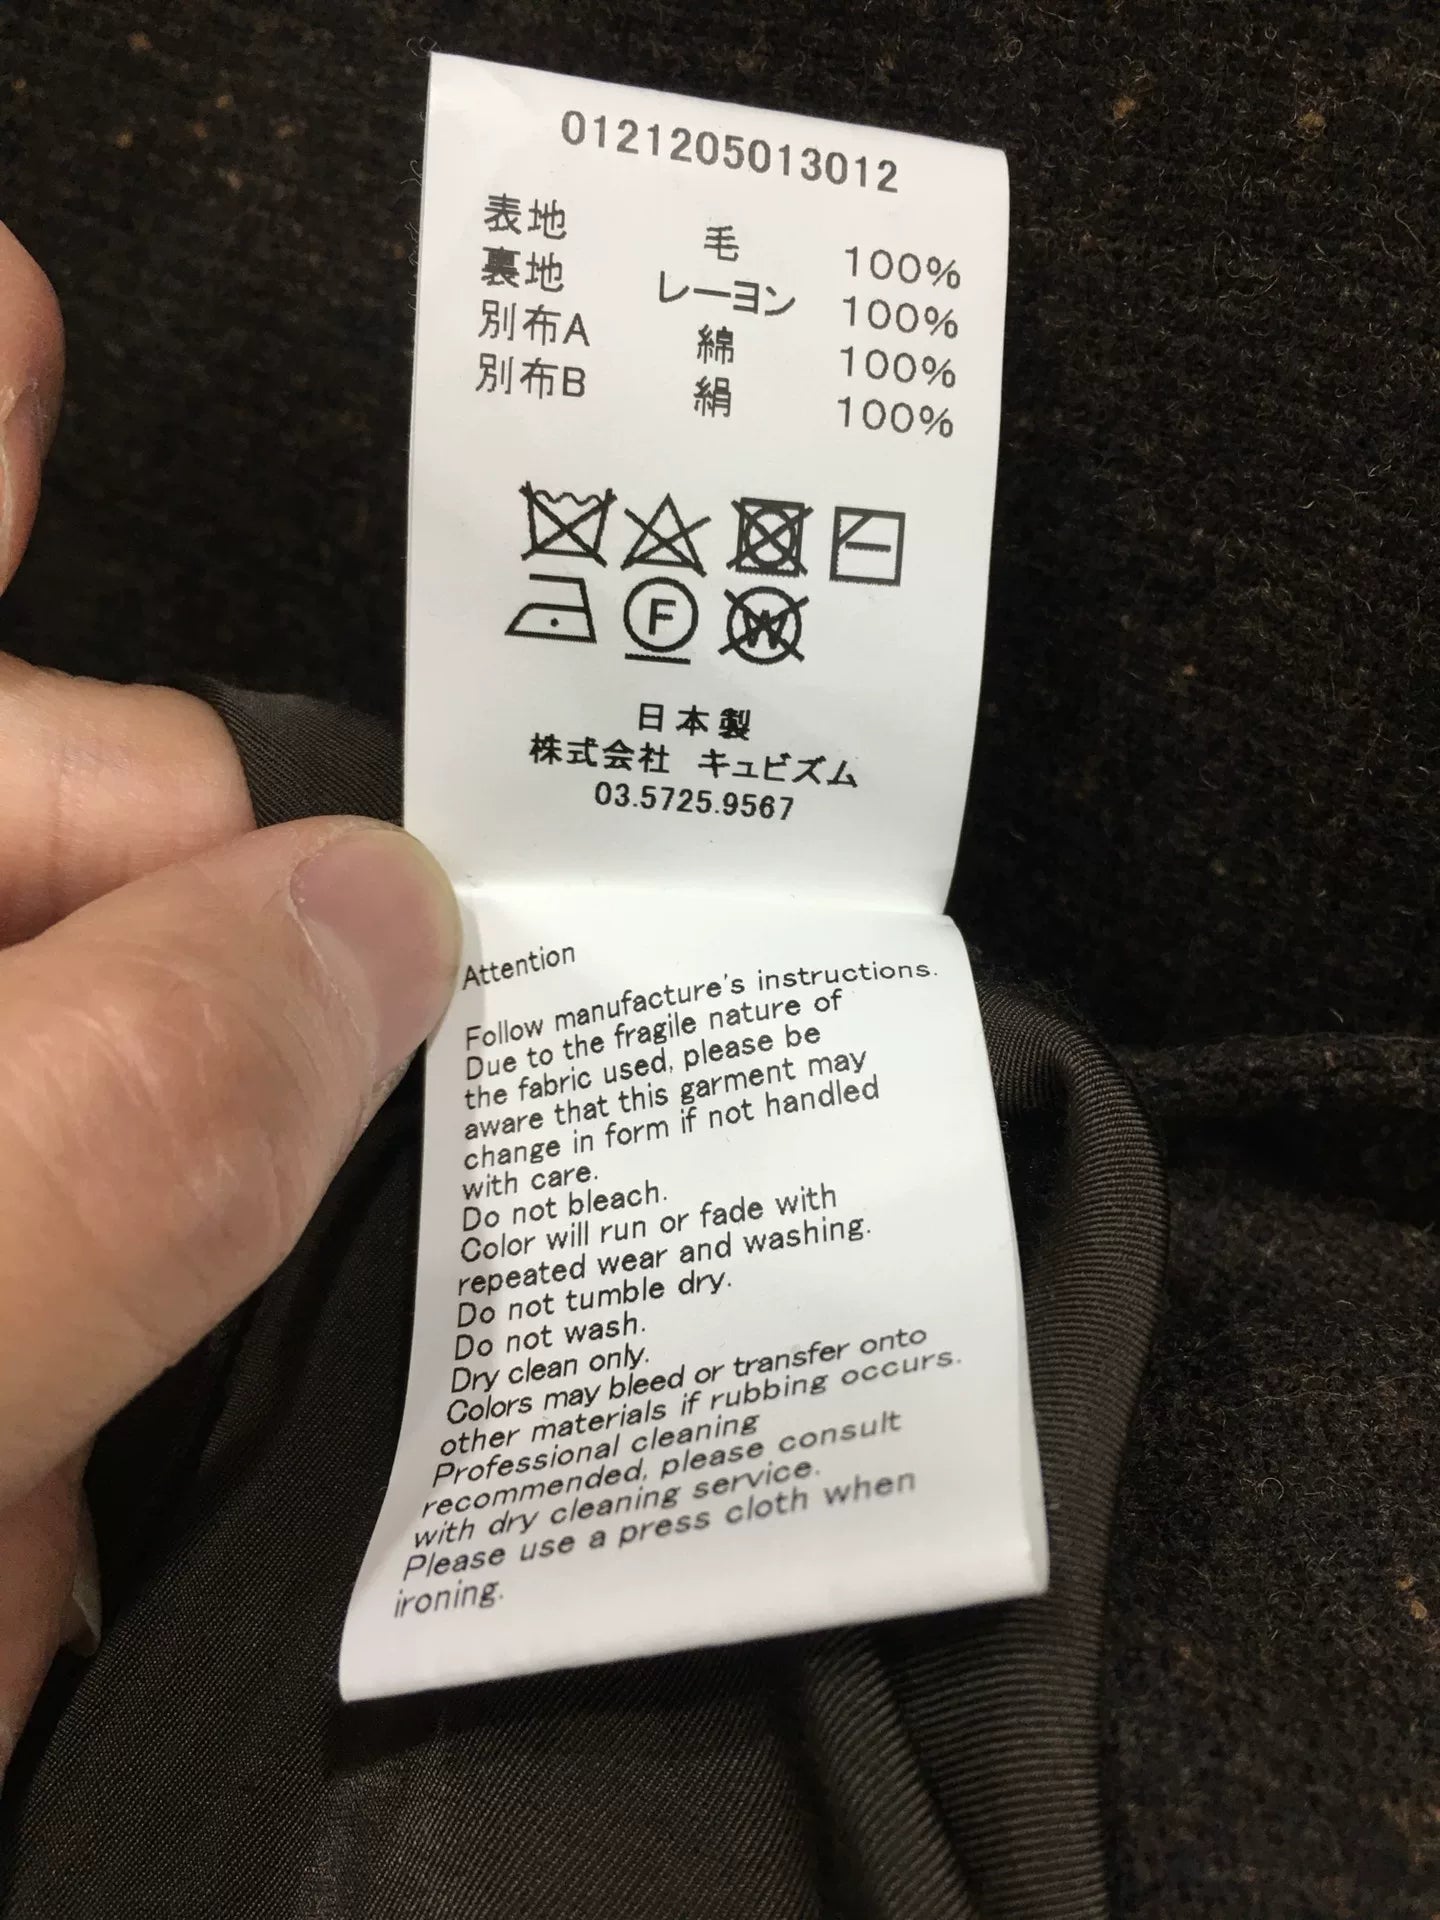 0121205013012
表地 毛 100%
裏地 レーヨン 100%
別布A 綿 100%
別布B 絹 100%
F W
日本製
株式会社 キュビズム
03.5725.9567
Attention
Follow manufacture's instructions.
Due to the fragile nature of
the fabric used, please be
aware that this garment may
change in form if not handled
with care.
Do not bleach.
Color will run or fade with
repeated wear and washing.
Do not tumble dry.
Do not wash.
Dry clean only.
Colors may bleed or transfer onto
other materials if rubbing occurs.
Professional cleaning
recommended, please consult
with dry cleaning service.
Please use a press cloth when
ironing.